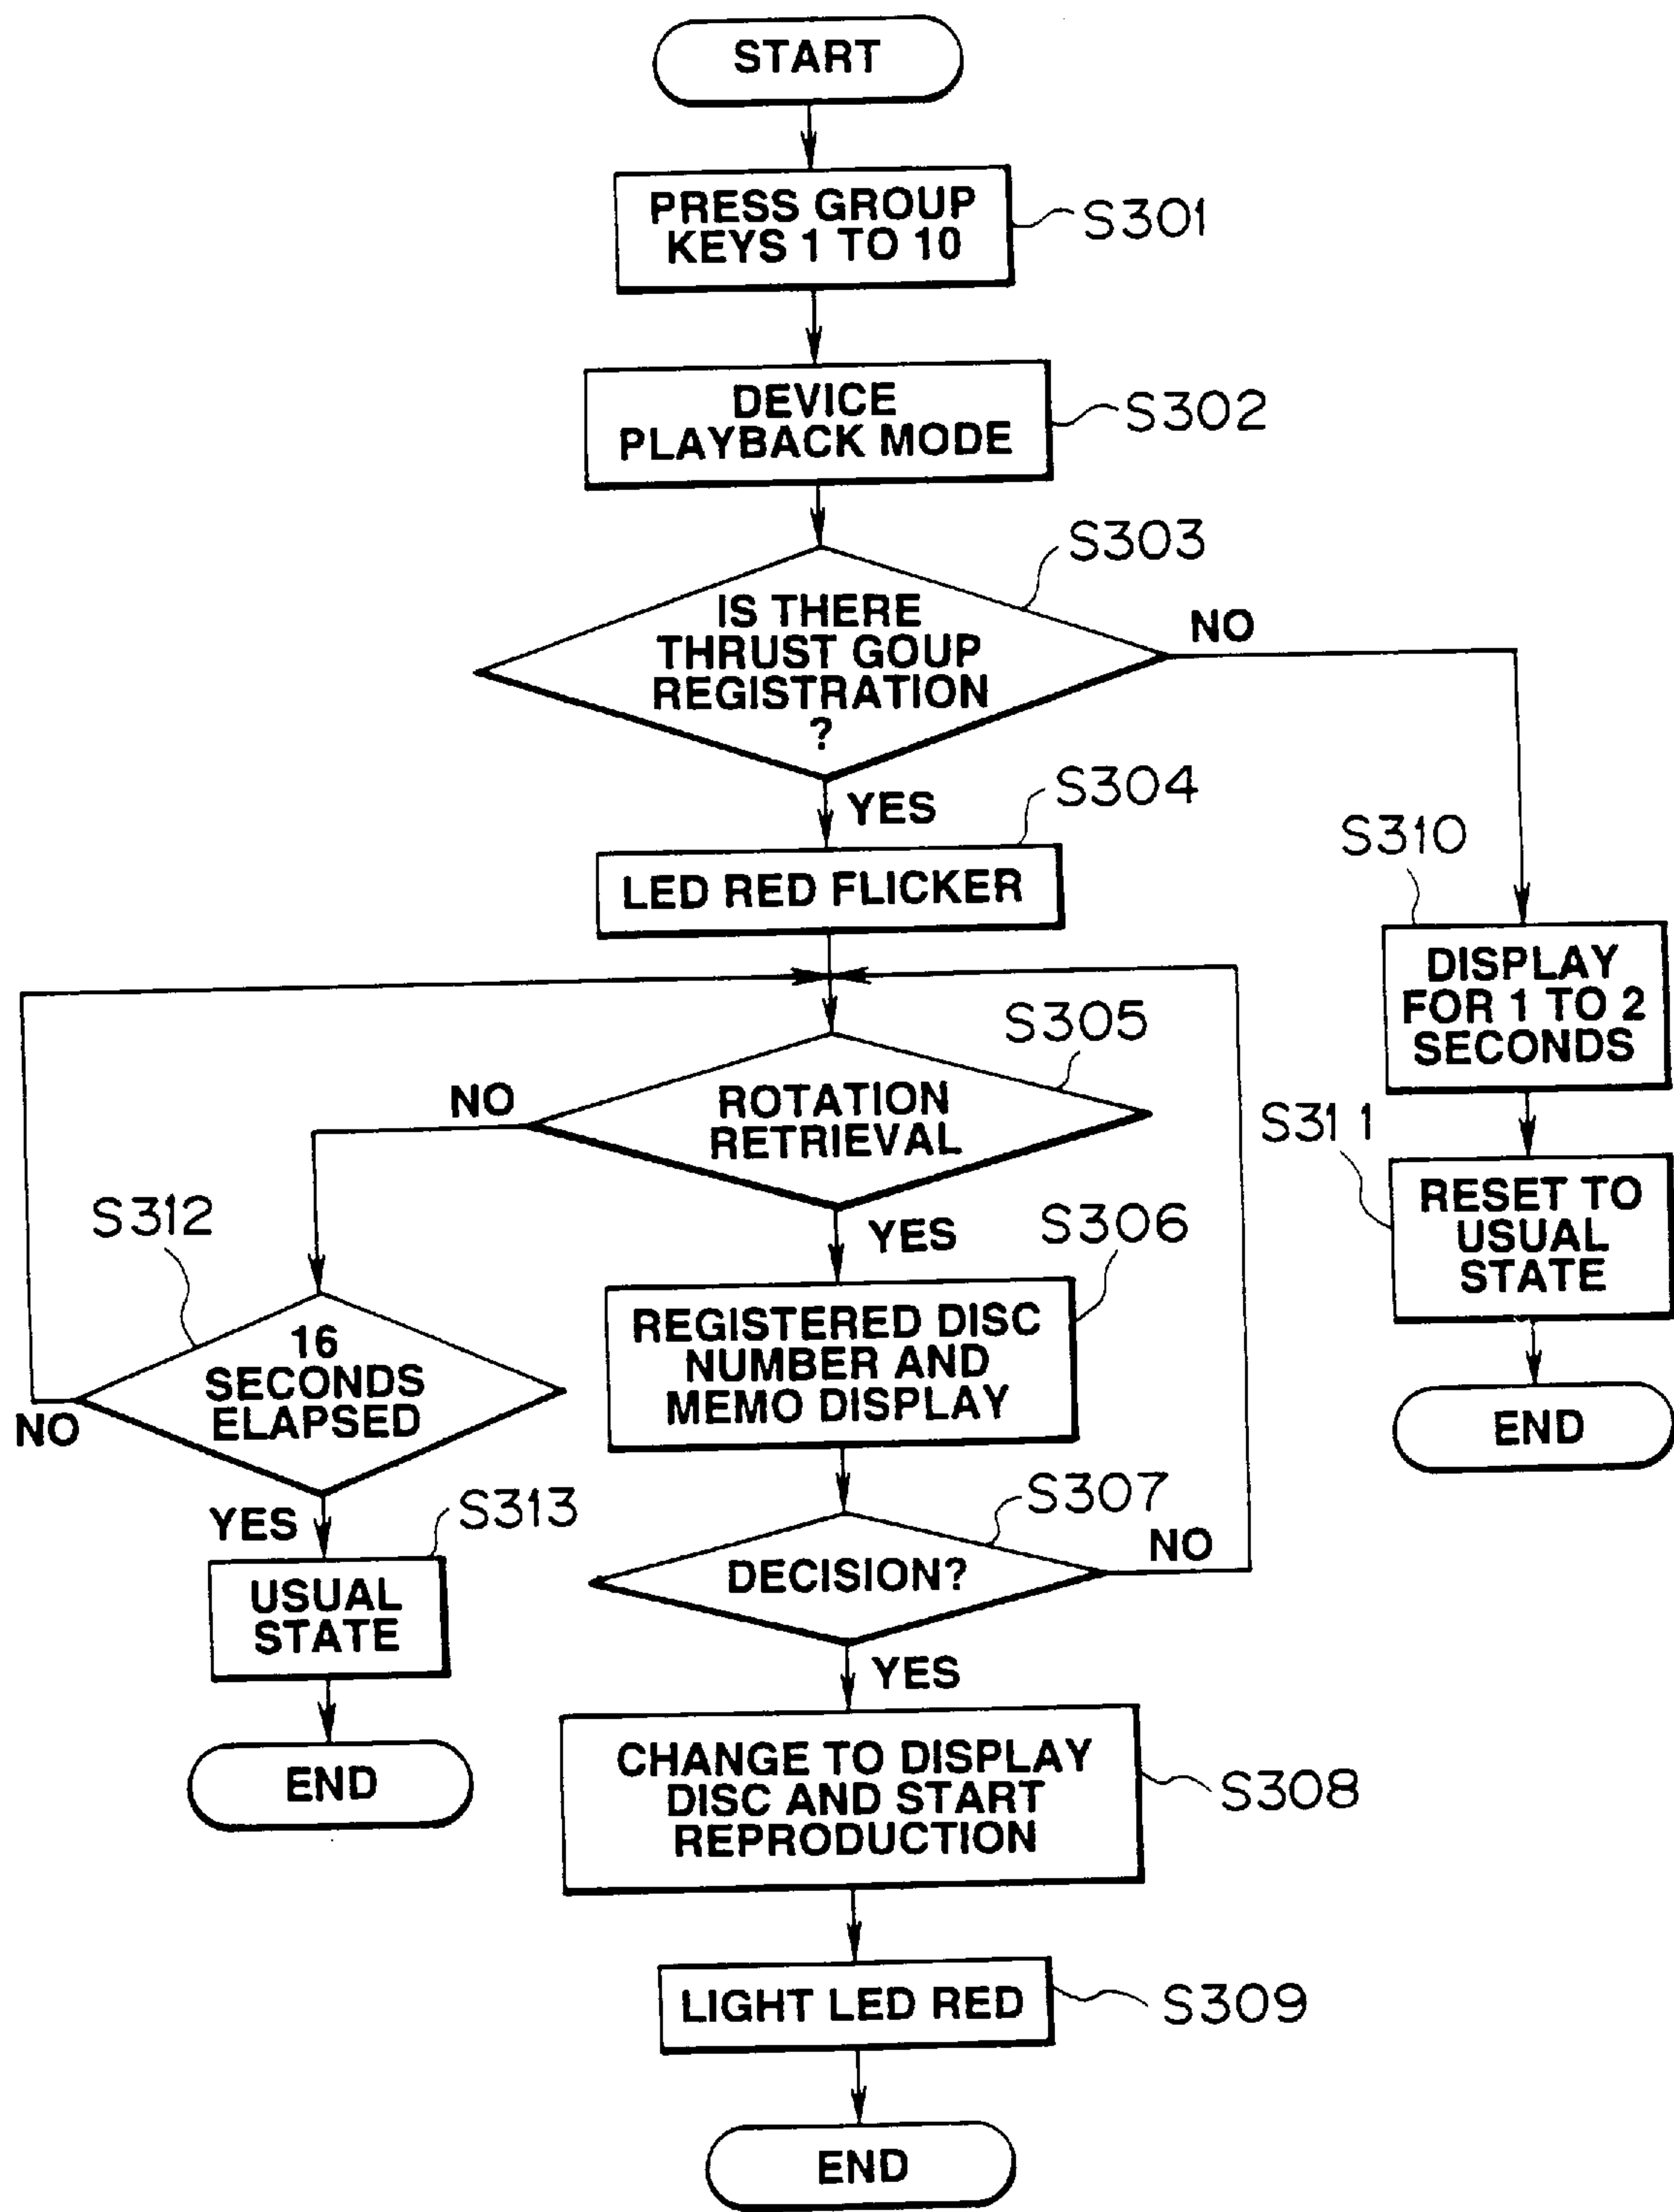 START
PRESS GROUP
KEYS 1 TO 10
S301
DEVICE
PLAYBACK MODE
S302
S303
IS THERE
THRUST GOUP
REGISTRATION
?
NO
YES
S304
LED RED FLICKER
S310
DISPLAY
FOR 1 TO 2
SECONDS
S311
RESET TO
USUAL
STATE
END
S305
ROTATION
RETRIEVAL
NO
YES
S312
16
SECONDS
ELAPSED
NO
YES
S313
USUAL
STATE
END
S306
REGISTERED DISC
NUMBER AND
MEMO DISPLAY
S307
DECISION?
NO
YES
CHANGE TO DISPLAY
DISC AND START
REPRODUCTION
S308
LIGHT LED RED
S309
END